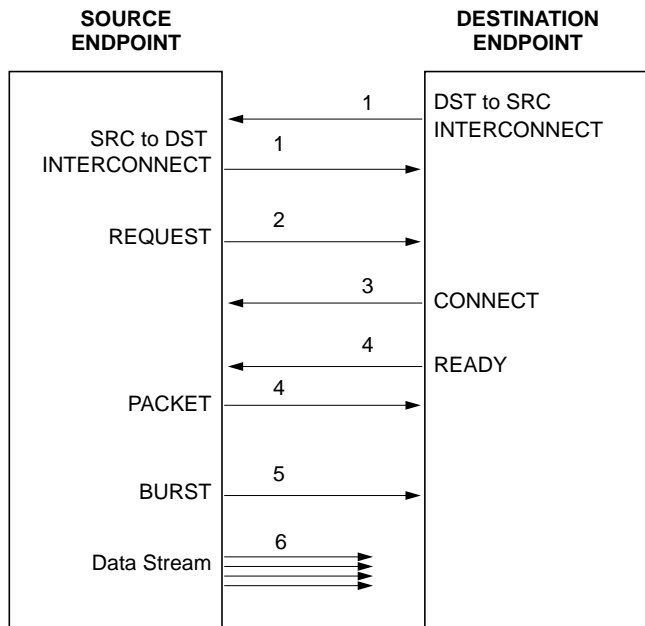 SOURCE
ENDPOINT
DESTINATION
ENDPOINT
1
DST to SRC
INTERCONNECT
SRC to DST
INTERCONNECT
1
REQUEST
2
3
CONNECT
4
READY
PACKET
4
BURST
5
Data Stream
6